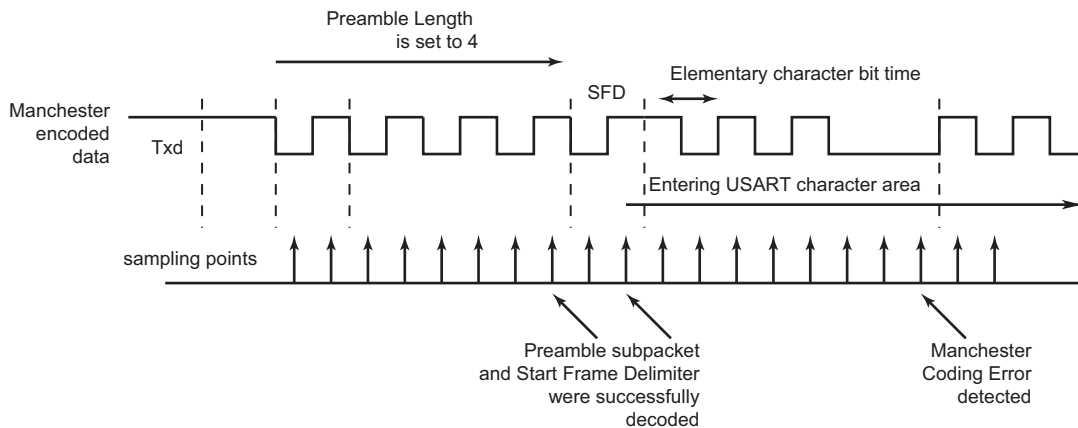 Preamble Length
is set to 4
SFD
Elementary character bit time
Manchester
encoded
data
Txd
Entering USART character area
sampling points
Preamble subpacket
and Start Frame Delimiter
were successfully
decoded
Manchester
Coding Error
detected